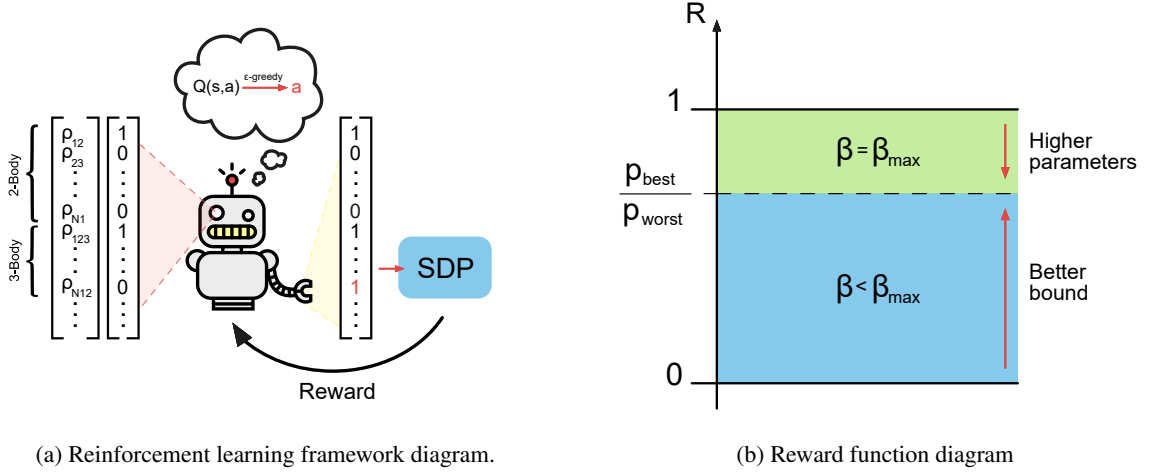 Q(s,a) ε-greedy a
2-Body
3-Body
ρ12
ρ23
ρN1
ρ123
ρN12
1
0
0
1
0
1
0
0
1
1
SDP
Reward
(a) Reinforcement learning framework diagram.
R
1
β = βmax
Higher
parameters
pbest
pworst
β < βmax
Better
bound
0
(b) Reward function diagram